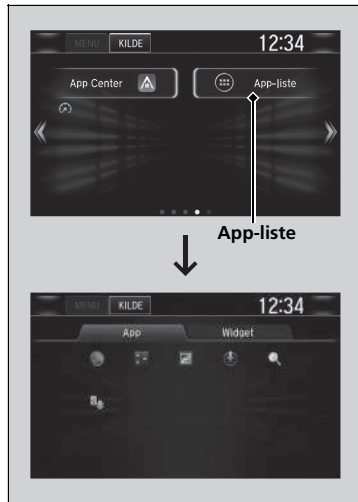 MENU KILDE 12:34
App Center App-liste
App-liste
MENU KILDE 12:34
App Widget